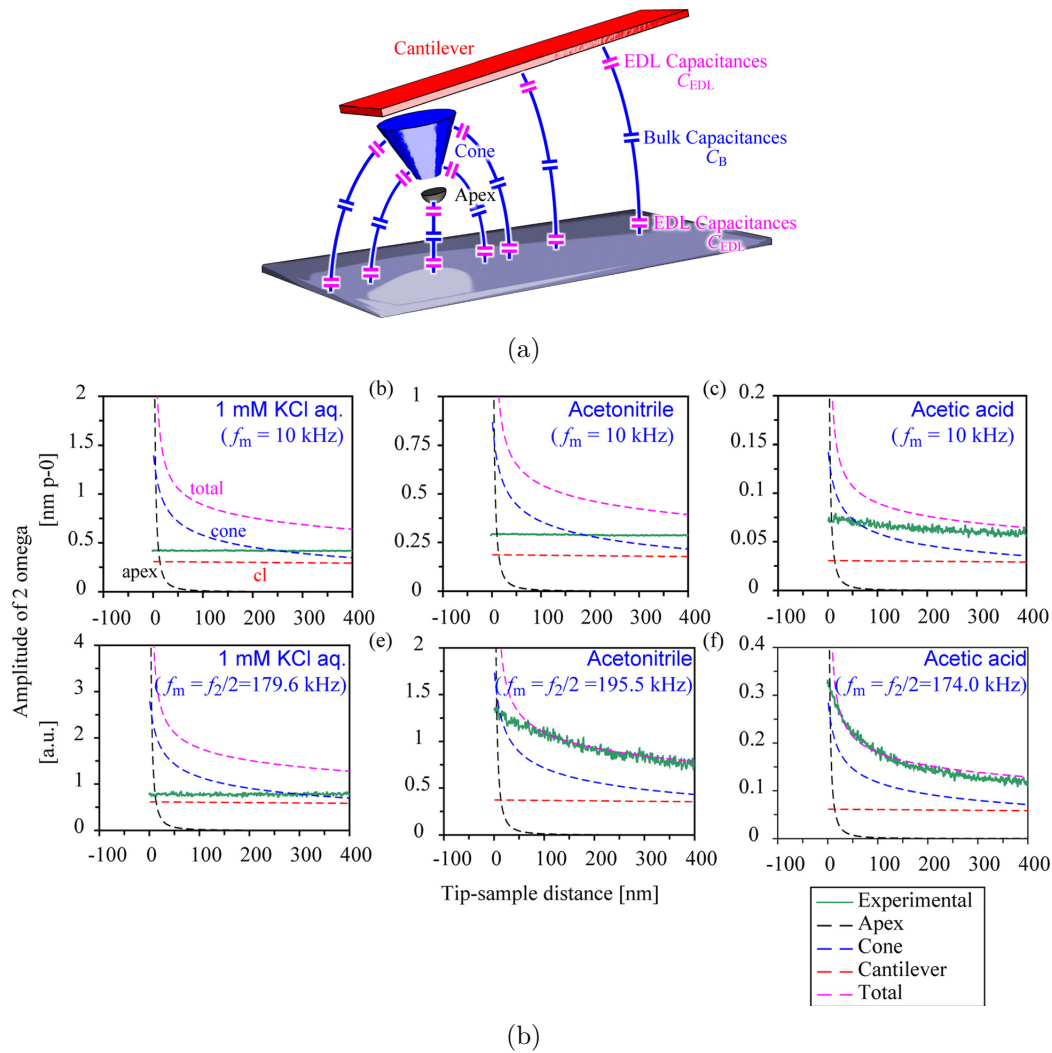 Cantilever
EDL Capacitances
C_EDL
Bulk Capacitances
C_B
Cone
Apex
EDL Capacitances
C_EDL
(a)
Amplitude of 2 omega
[nm p-0]
[a.u.]
1 mM KCl aq.
( f_m = 10 kHz)
total
cone
apex
cl
2
1.5
1
0.5
0
-100 0 100 200 300 400
(b)
Acetonitrile
( f_m = 10 kHz)
1
0.75
0.5
0.25
0
-100 0 100 200 300 400
(c)
Acetic acid
( f_m = 10 kHz)
0.2
0.15
0.1
0.05
0
-100 0 100 200 300 400
1 mM KCl aq.
( f_m = f_2/2=179.6 kHz)
4
3
2
1
0
-100 0 100 200 300 400
(e)
Acetonitrile
( f_m = f_2/2=195.5 kHz)
2
1.5
1
0.5
0
-100 0 100 200 300 400
(f)
Acetic acid
( f_m = f_2/2=174.0 kHz)
0.4
0.3
0.2
0.1
0
-100 0 100 200 300 400
Tip-sample distance [nm]
Experimental
Apex
Cone
Cantilever
Total
(b)